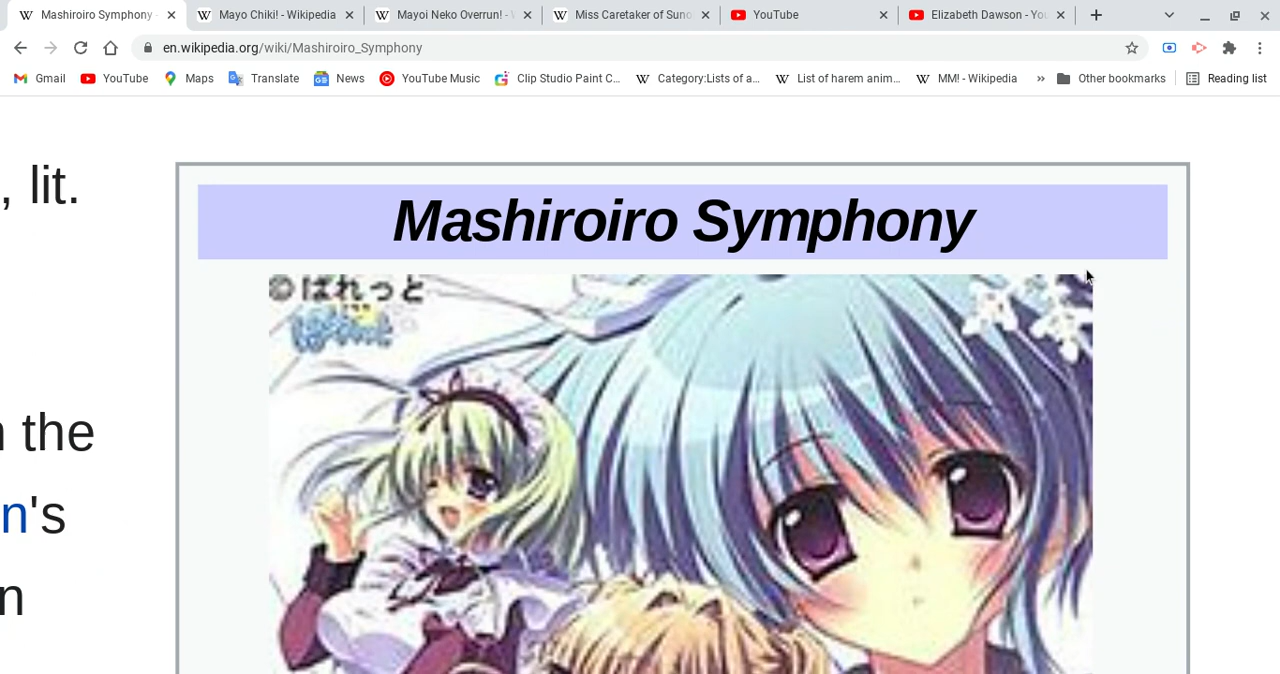 Mashiroiro Symphony -
Mayo Chiki! - Wikipedia
Mayoi Neko Overrun! -
Miss Caretaker of Suno
YouTube
Elizabeth Dawson - You
en.wikipedia.org/wiki/Mashiroiro_Symphony
Gmail
YouTube
Maps
Translate
News
YouTube Music
Clip Studio Paint C...
Category:Lists of a...
List of harem anim...
MM! - Wikipedia
»
Other bookmarks
Reading list
, lit.
the
n's
n
Mashiroiro Symphony
© ぱれっと